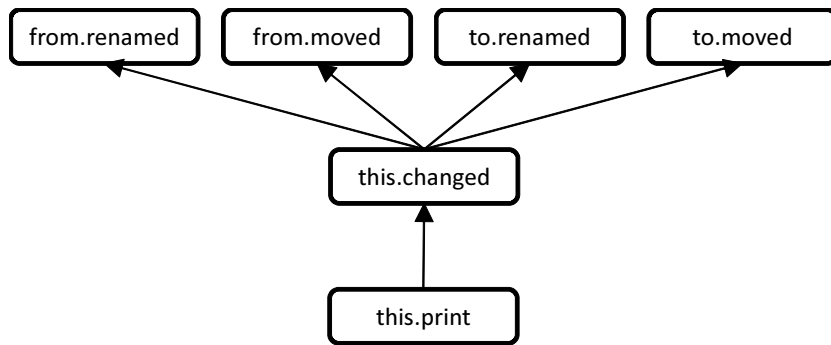 from.renamed
from.moved
to.renamed
to.moved
this.changed
this.print